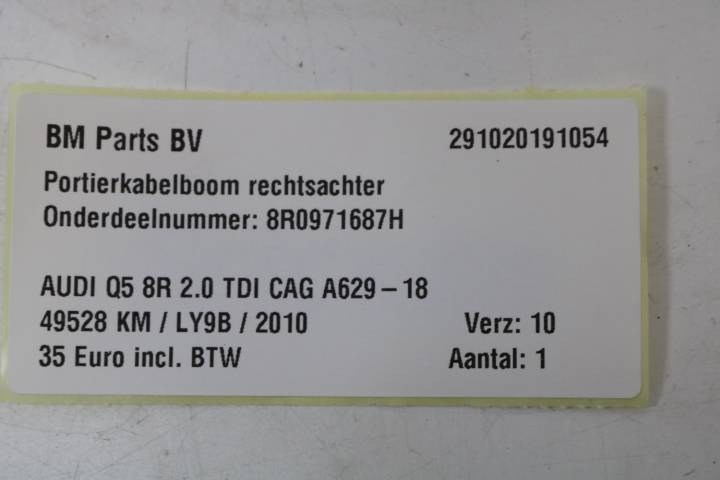 BM Parts BV 291020191054
Portierkabelboom rechtsachter
Onderdeelnummer: 8R0971687H
AUDI Q5 8R 2.0 TDI CAG A629-18
49528 KM / LY9B / 2010 Verz: 10
35 Euro incl. BTW Aantal: 1